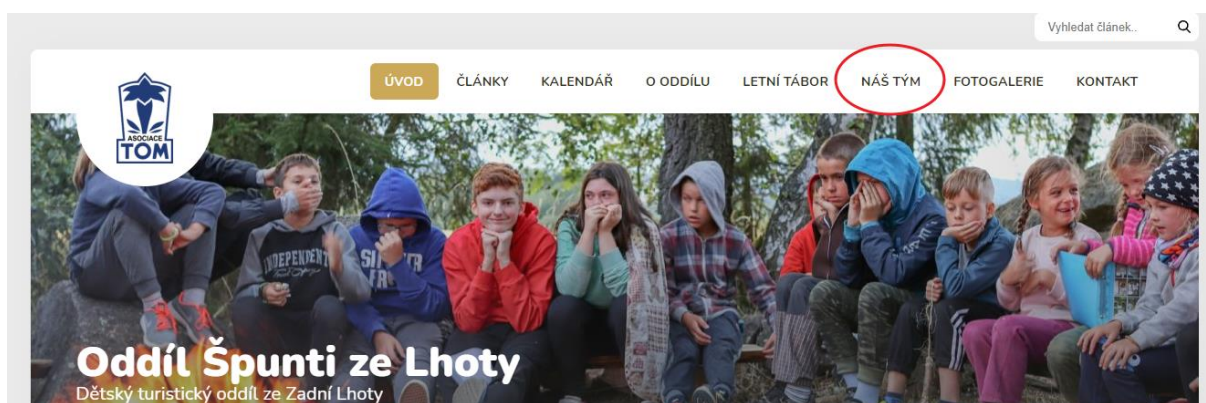 Vyhledat článek..
ÚVOD ČLÁNKY KALENDÁŘ O ODDÍLU LETNÍ TÁBOR NÁŠ TÝM FOTOGALERIE KONTAKT
ASOCIACE
TOM
INDEPENDENT
Oddíl Špunti ze Lhoty
Dětský turistický oddíl ze Zadní Lhoty